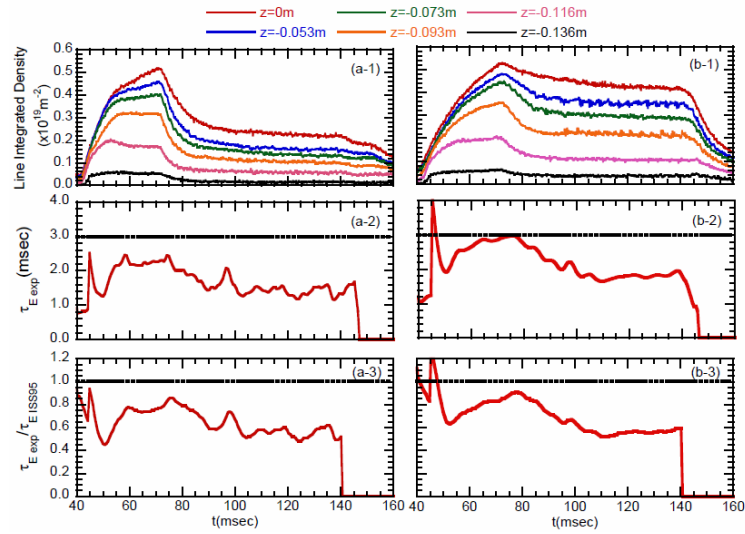 z=0m z=-0.073m z=-0.116m
z=-0.053m z=-0.093m z=-0.136m
Line Integrated Density
(x10¹⁹m⁻²)
0.6
0.5
0.4
0.3
0.2
0.1
0.0
(a-1)
(b-1)
τE exp(msec)
4.0
3.0
2.0
1.0
0.0
(a-2)
(b-2)
τE exp/τE ISS95
1.2
1.0
0.8
0.6
0.4
0.2
0.0
(a-3)
(b-3)
40 60 80 100 120 140 160
t(msec)
40 60 80 100 120 140 160
t(msec)